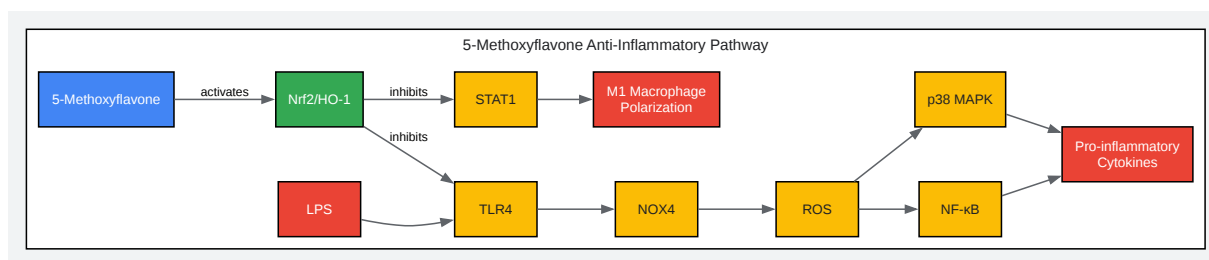 5-Methoxyflavone Anti-Inflammatory Pathway
5-Methoxyflavone
activates
Nrf2/HO-1
inhibits
STAT1
M1 Macrophage
Polarization
p38 MAPK
inhibits
Pro-inflammatory
Cytokines
LPS
TLR4
NOX4
ROS
NF-κB